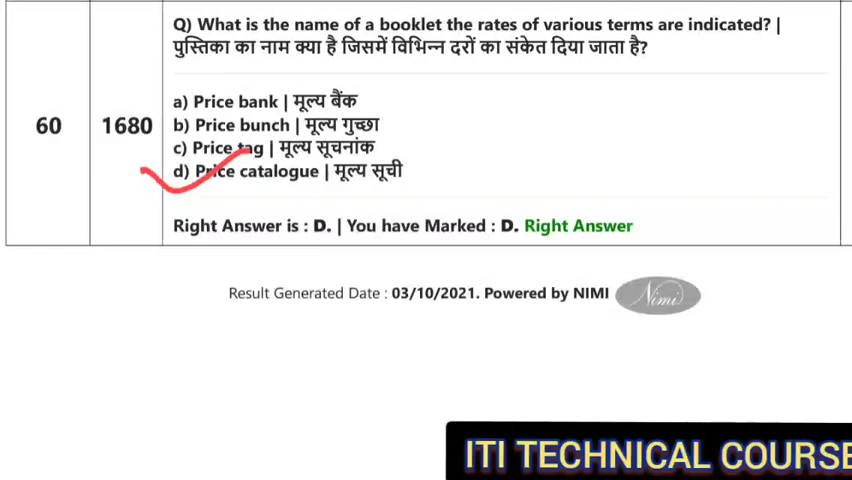 Q) What is the name of a booklet the rates of various terms are indicated? |
पुस्तिका का नाम क्या है जिसमें विभिन्न दरों का संकेत दिया जाता है?
a) Price bank | मूल्य बैंक
60 1680 b) Price bunch | मूल्य गुच्छा
c) Price tag | मूल्य सूचनांक
d) Price catalogue | मूल्य सूची
Right Answer is : D. | You have Marked : D. Right Answer
Result Generated Date : 03/10/2021. Powered by NIMI Nimi
ITI TECHNICAL COURSE